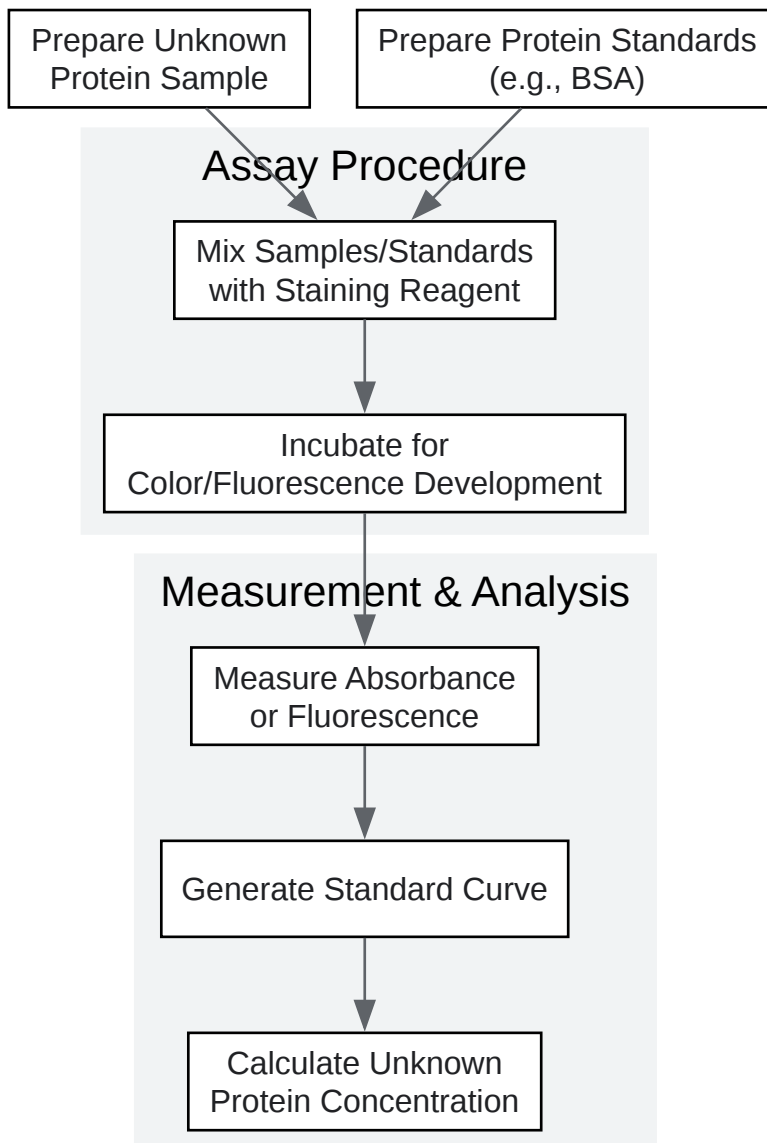 Prepare Unknown
Protein Sample
Prepare Protein Standards
(e.g., BSA)
Assay Procedure
Mix Samples/Standards
with Staining Reagent
Incubate for
Color/Fluorescence Development
Measurement & Analysis
Measure Absorbance
or Fluorescence
Generate Standard Curve
Calculate Unknown
Protein Concentration